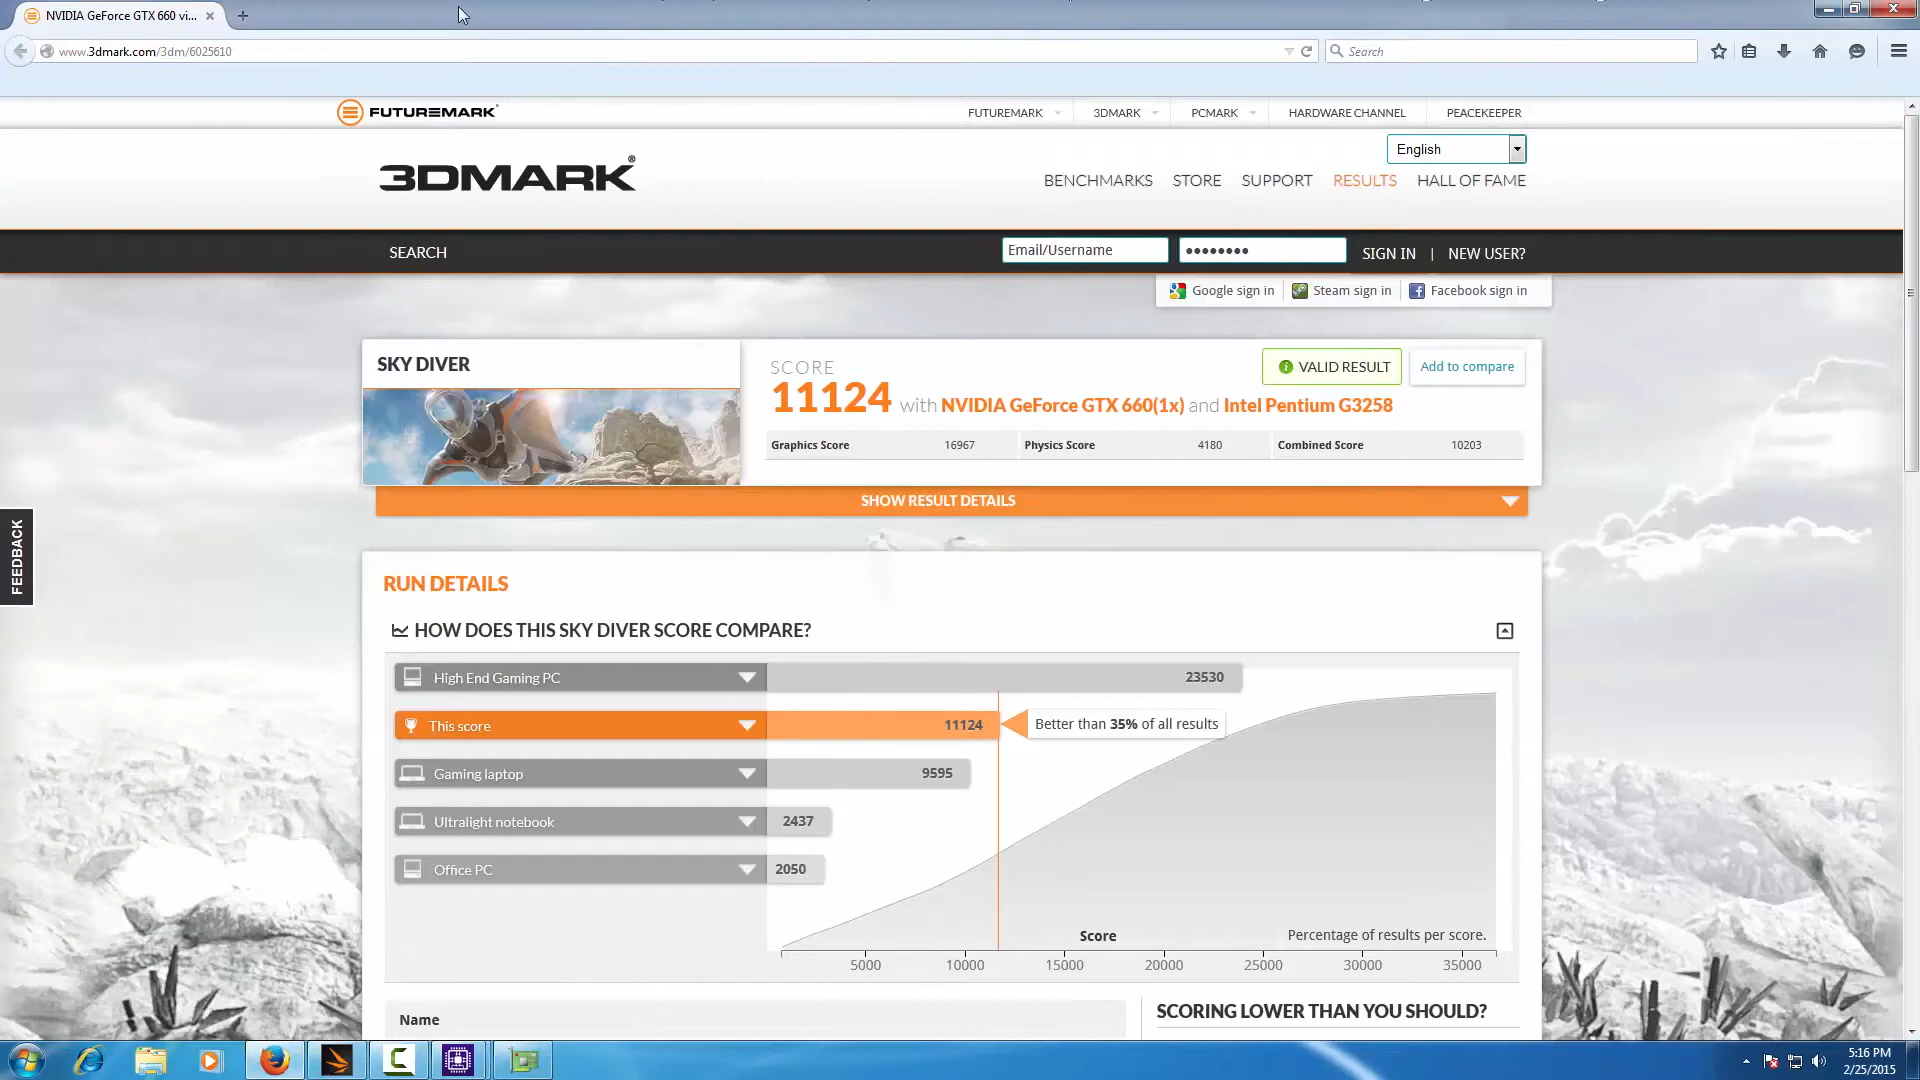 NVIDIA GeForce GTX 660 vi...
www.3dmark.com/3dm/6025610
Search
FUTUREMARK
FUTUREMARK
3DMARK
PCMARK
HARDWARE CHANNEL
PEACEKEEPER
English
3DMARK®
BENCHMARKS
STORE
SUPPORT
RESULTS
HALL OF FAME
SEARCH
Email/Username
••••••••
SIGN IN | NEW USER?
Google sign in
Steam sign in
Facebook sign in
SKY DIVER
SCORE
VALID RESULT
Add to compare
11124 with NVIDIA GeForce GTX 660(1x) and Intel Pentium G3258
Graphics Score 16967
Physics Score 4180
Combined Score 10203
SHOW RESULT DETAILS
FEEDBACK
RUN DETAILS
HOW DOES THIS SKY DIVER SCORE COMPARE?
High End Gaming PC 23530
This score 11124
Better than 35% of all results
Gaming laptop 9595
Ultralight notebook 2437
Office PC 2050
Score
Percentage of results per score.
5000 10000 15000 20000 25000 30000 35000
Name
SCORING LOWER THAN YOU SHOULD?
5:16 PM
2/25/2015